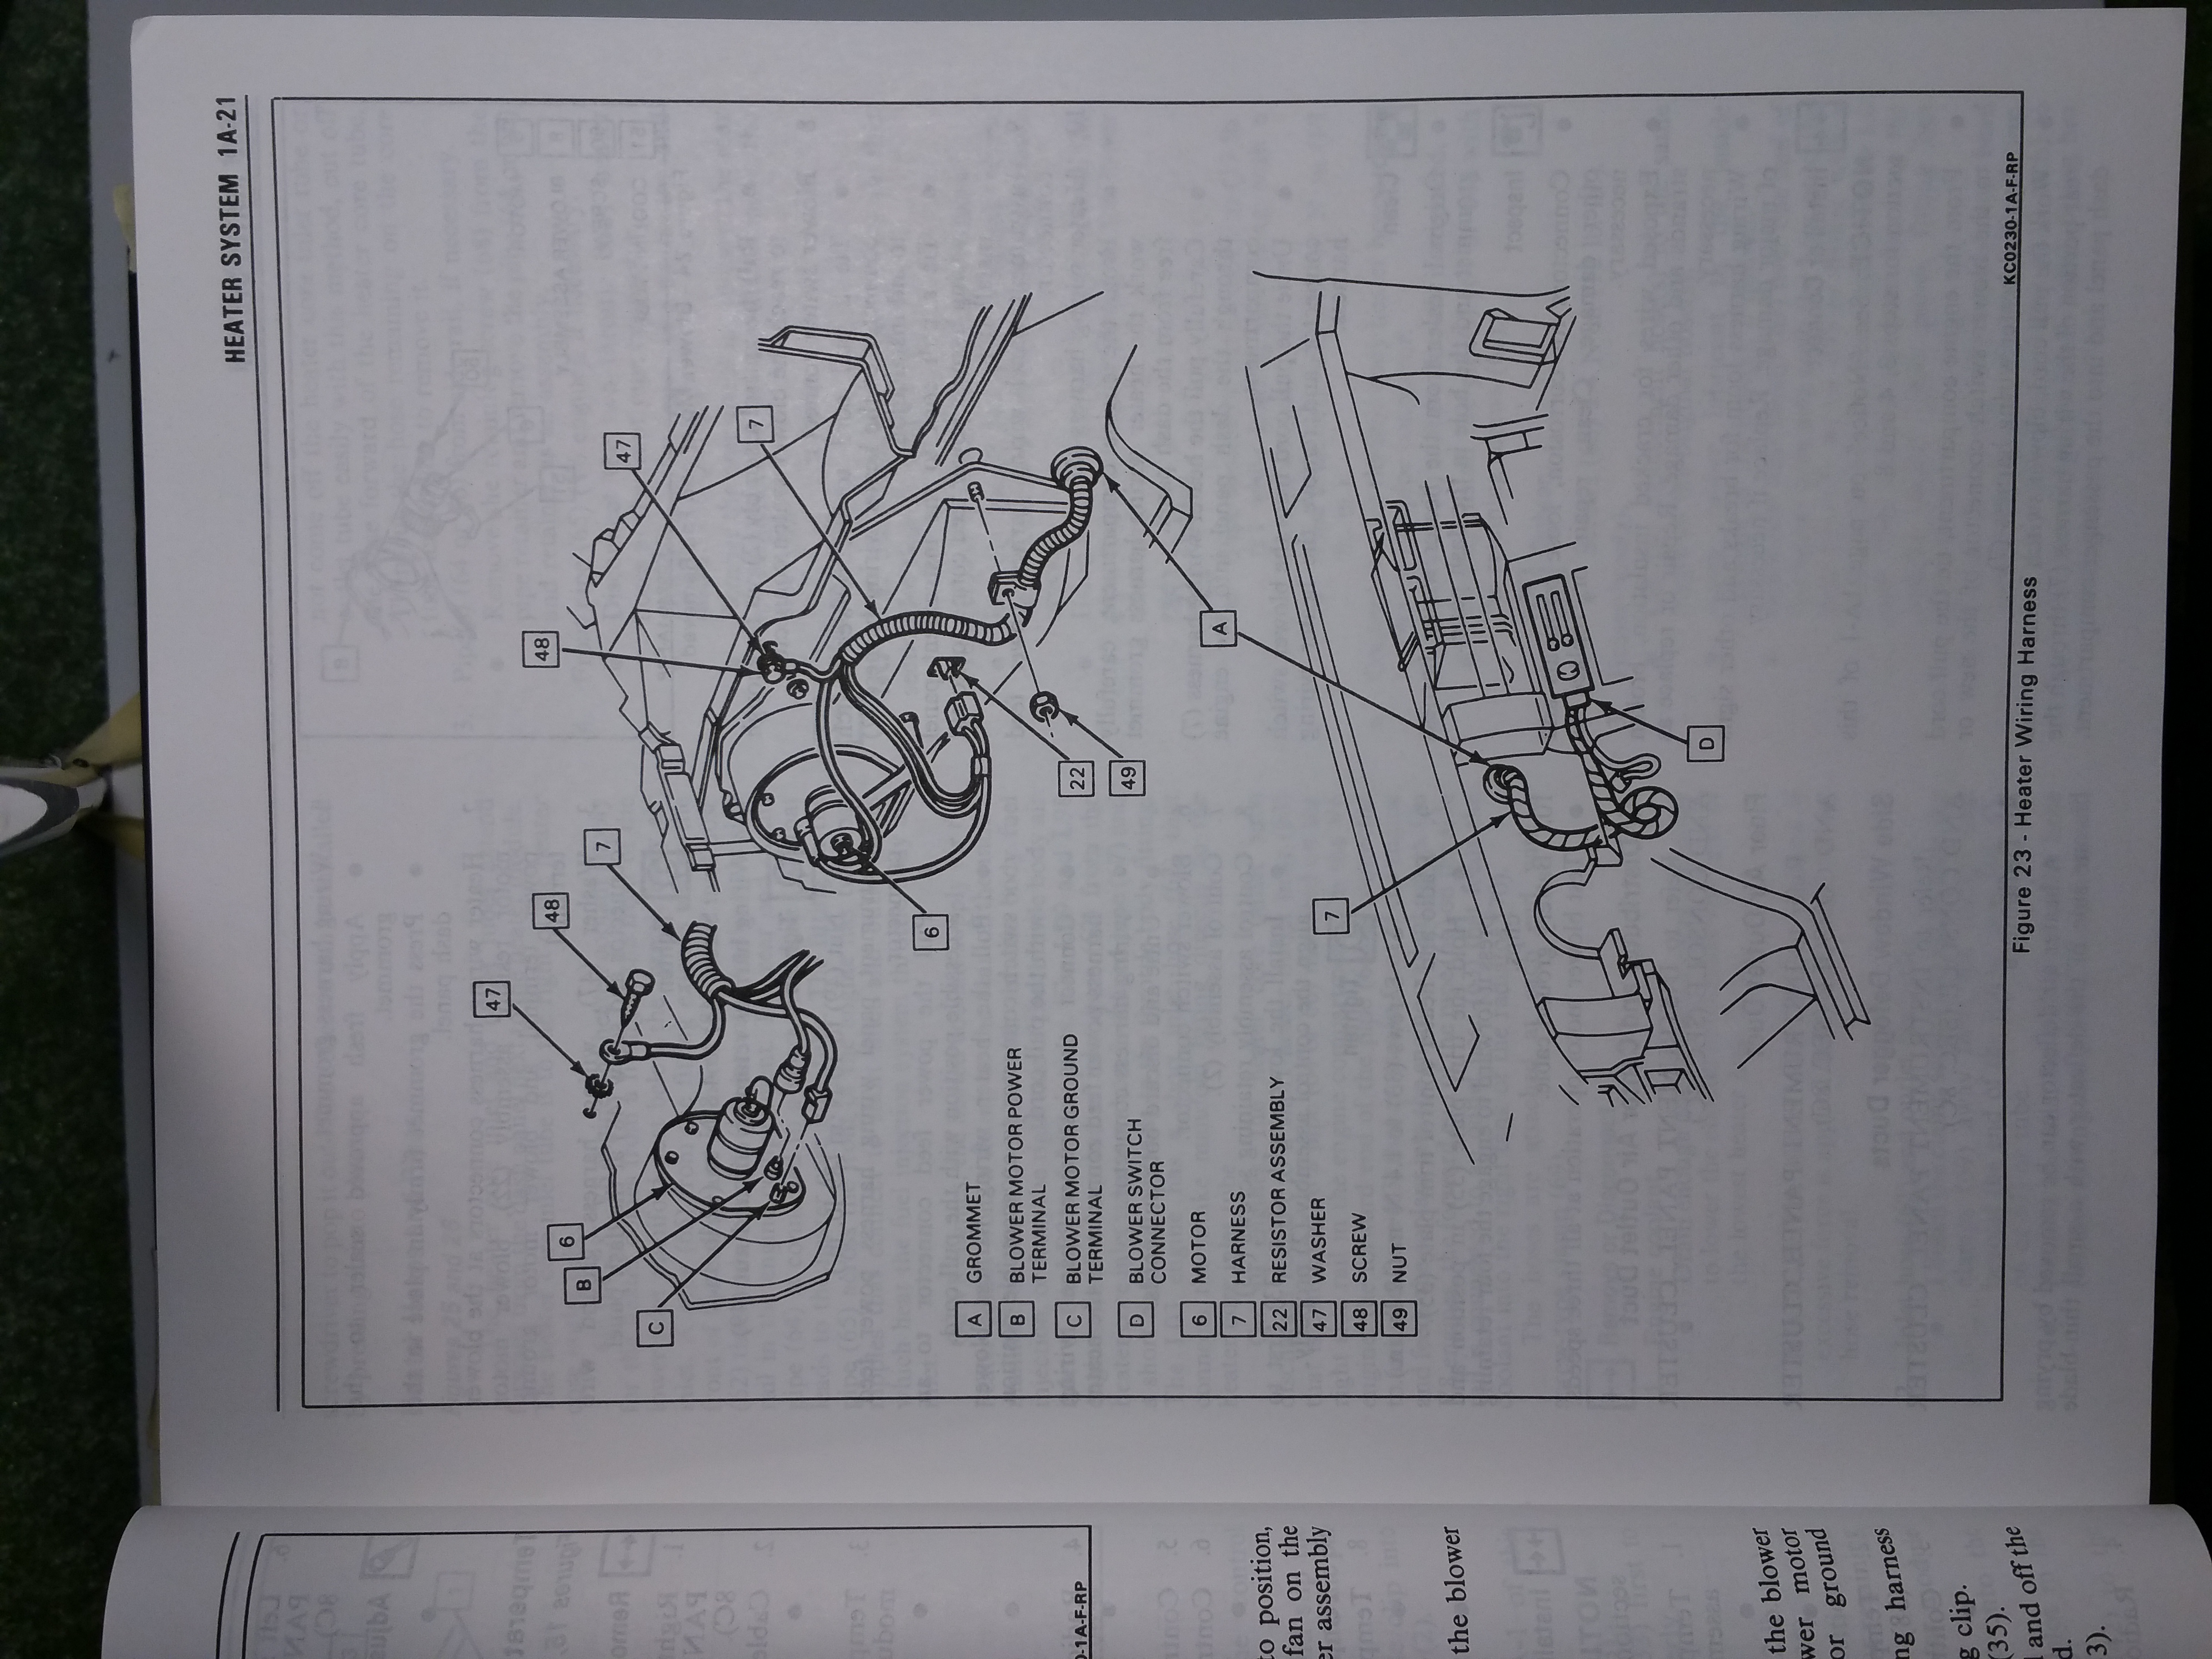 HEATER SYSTEM 1A-21
47
48
7
6
B
C
48
47
7
6
22
49
A
7
D
A GROMMET
B BLOWER MOTOR POWER
TERMINAL
C BLOWER MOTOR GROUND
TERMINAL
D BLOWER SWITCH
CONNECTOR
6 MOTOR
7 HARNESS
22 RESISTOR ASSEMBLY
47 WASHER
48 SCREW
49 NUT
KC0230-1A-F-RP
Figure 23 - Heater Wiring Harness
-1A-F-RP
to position,
fan on the
er assembly
the blower
the blower
wer motor
or ground
ng harness
g clip.
(35).
l and off the
d.
3).